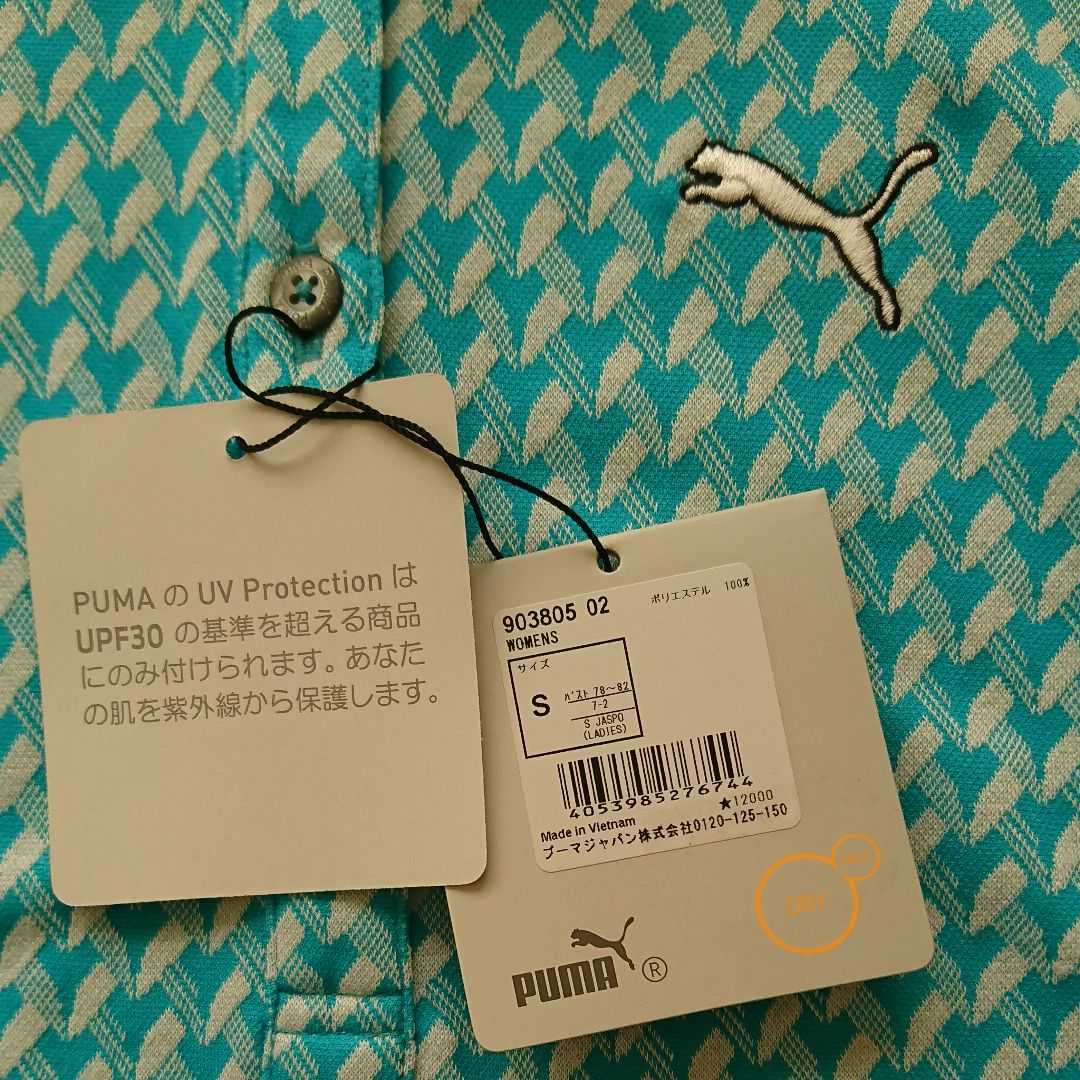 PUMA の UV Protection は
UPF30 の基準を超える商品
にのみ付けられます。あなた
の肌を紫外線から保護します。
903805 02
ポリエステル 100%
WOMENS
サイズ
S
バスト 78～82
7-2
S JASPO
(LADIES)
4053985276744
★12000
Made in Vietnam
プーマジャパン株式会社0120-125-150
DRY
PUMA ®